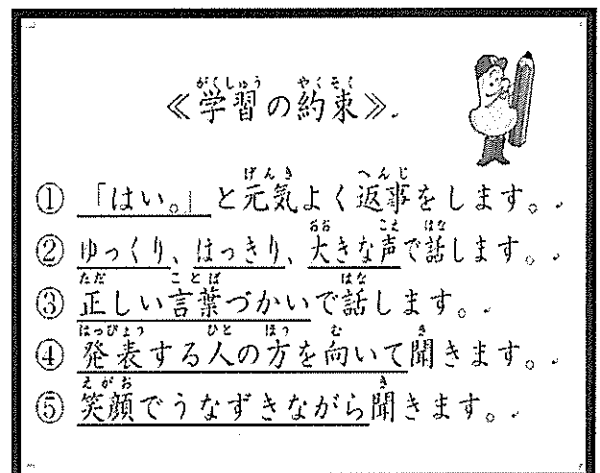 《学習の約束》
① 「はい。」と元気よく返事をします。
② ゆっくり、はっきり、大きな声で話します。
③ 正しい言葉づかいで話します。
④ 発表する人の方を向いて聞きます。
⑤ 笑顔でうなずきながら聞きます。